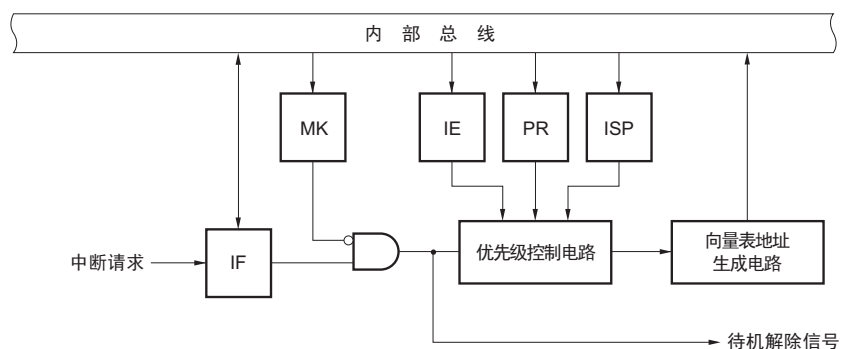 内 部 总 线
MK
IE
PR
ISP
中断请求
IF
优先级控制电路
向量表地址
生成电路
待机解除信号